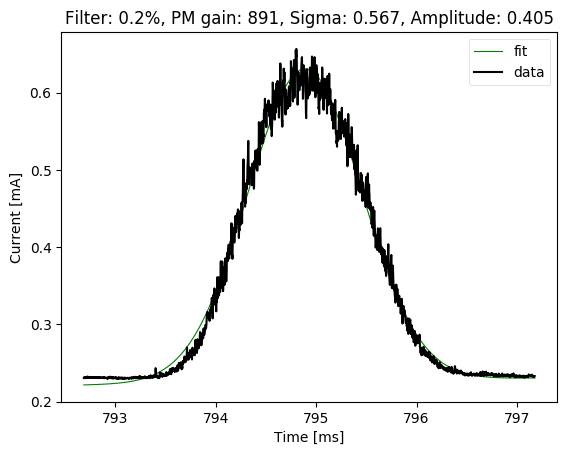 Filter: 0.2%, PM gain: 891, Sigma: 0.567, Amplitude: 0.405
fit
data
0.6
0.5
0.4
0.3
0.2
Current [mA]
793
794
795
796
797
Time [ms]